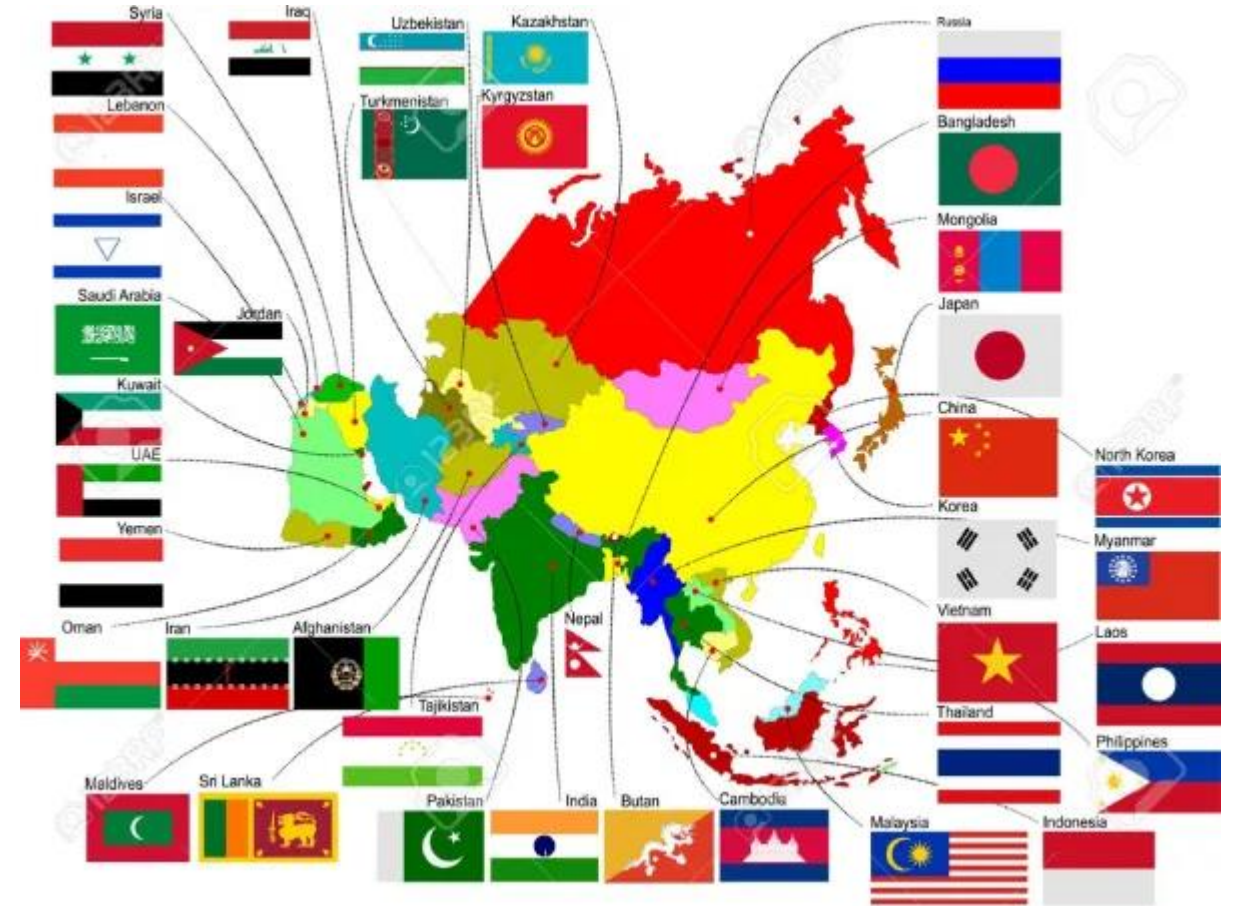 Syria
Iraq
Uzbekistan
Kazakhstan
Russia
Lebanon
Turkmenistan
Kyrgyzstan
Bangladesh
Israel
Mongolia
Saudi Arabia
Jordan
Japan
Kuwait
China
UAE
North Korea
Korea
Yemen
Myanmar
Vietnam
Nepal
Oman
Iran
Afghanistan
Laos
Tajikistan
Thailand
Philippines
Maldives
Sri Lanka
Pakistan
India
Butan
Cambodia
Malaysia
Indonesia
123RF